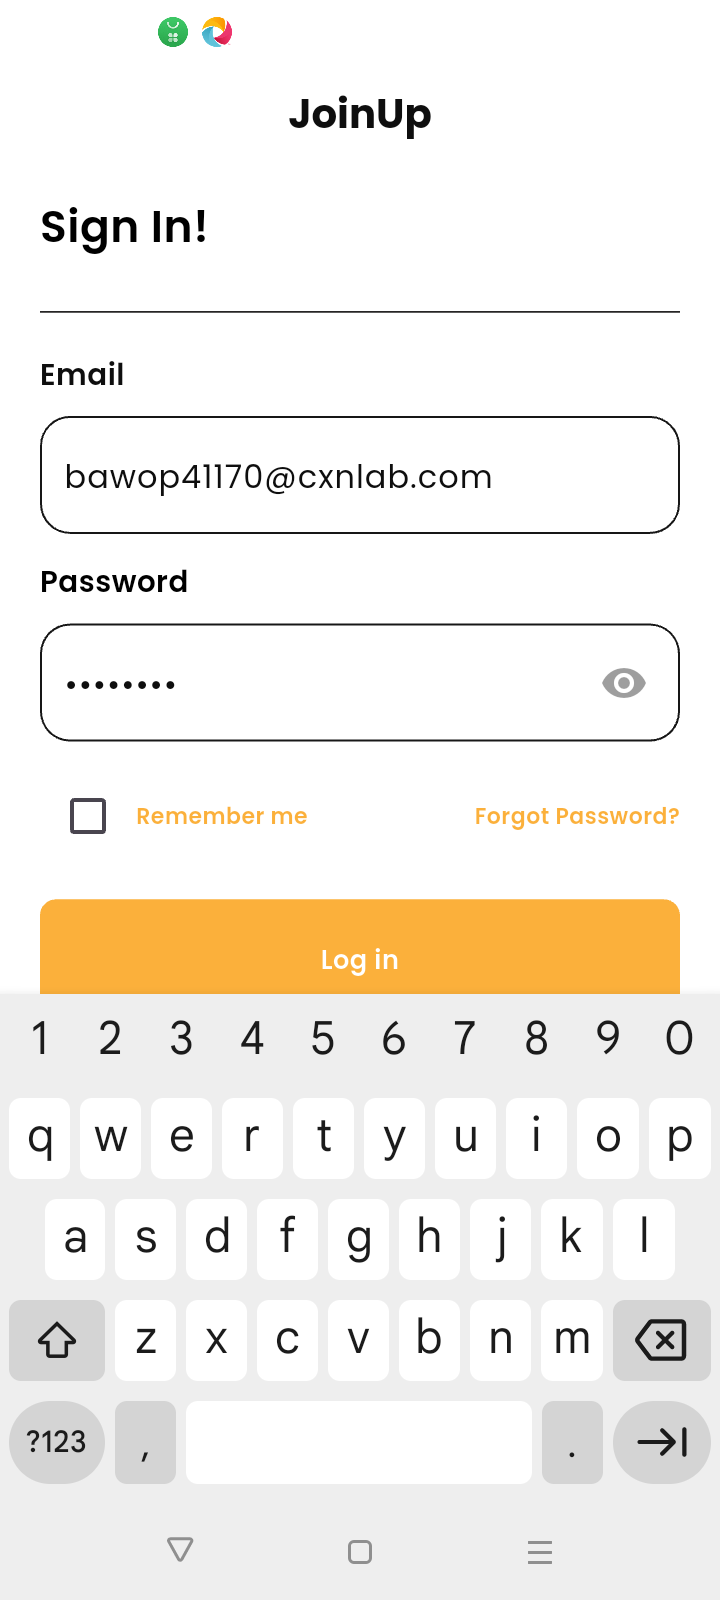 JoinUp
Sign In!
Email
bawop41170@cxnlab.com
Password
••••••••
Remember me Forgot Password?
Log in
1 2 3 4 5 6 7 8 9 0
q w e r t y u i o p
a s d f g h j k l
z x c v b n m
?123 , .